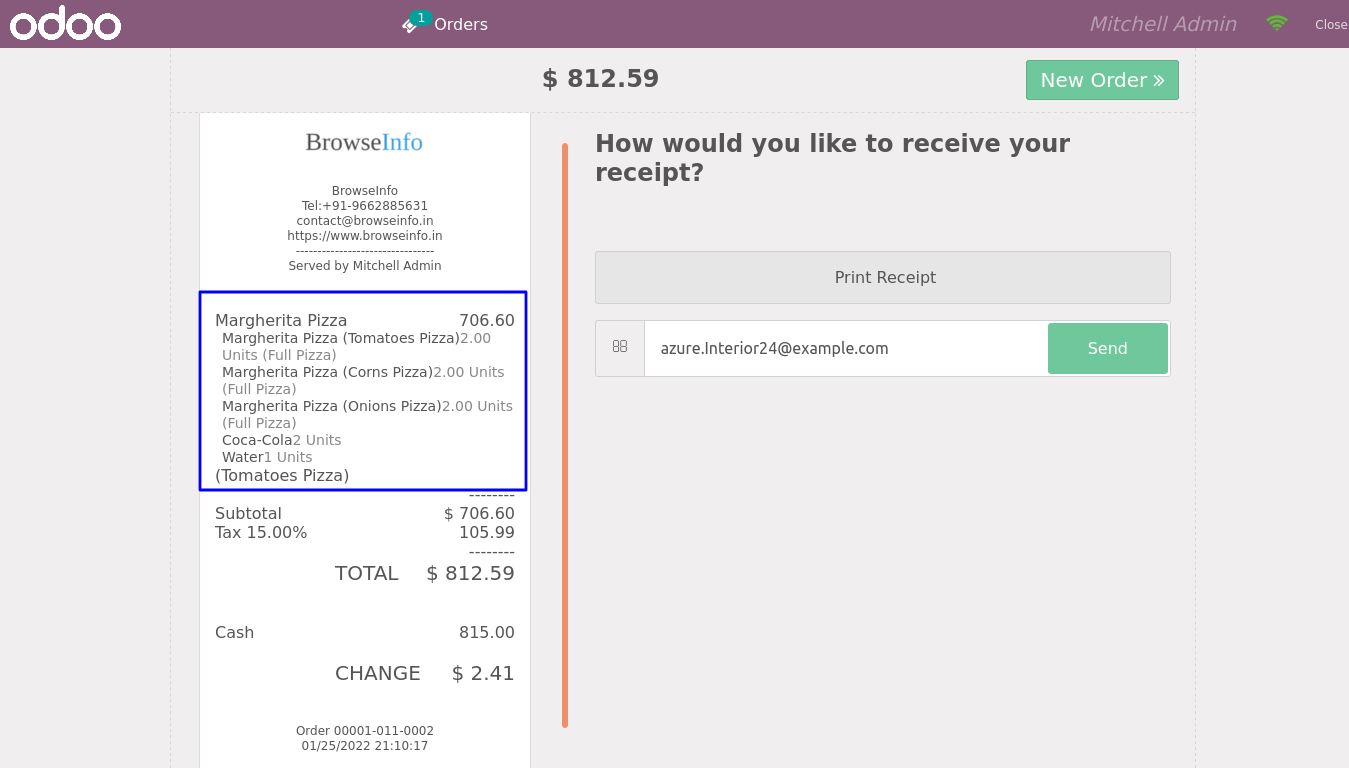 odoo
1 Orders
Mitchell Admin
Close
$ 812.59
New Order »
BrowseInfo
BrowseInfo
Tel:+91-9662885631
contact@browseinfo.in
https://www.browseinfo.in
---------------------------------
Served by Mitchell Admin
Margherita Pizza 706.60
Margherita Pizza (Tomatoes Pizza)2.00
Units (Full Pizza)
Margherita Pizza (Corns Pizza)2.00 Units
(Full Pizza)
Margherita Pizza (Onions Pizza)2.00 Units
(Full Pizza)
Coca-Cola2 Units
Water1 Units
(Tomatoes Pizza)
--------
Subtotal $ 706.60
Tax 15.00% 105.99
--------
TOTAL $ 812.59
Cash 815.00
CHANGE $ 2.41
Order 00001-011-0002
01/25/2022 21:10:17
How would you like to receive your
receipt?
Print Receipt
azure.Interior24@example.com
Send